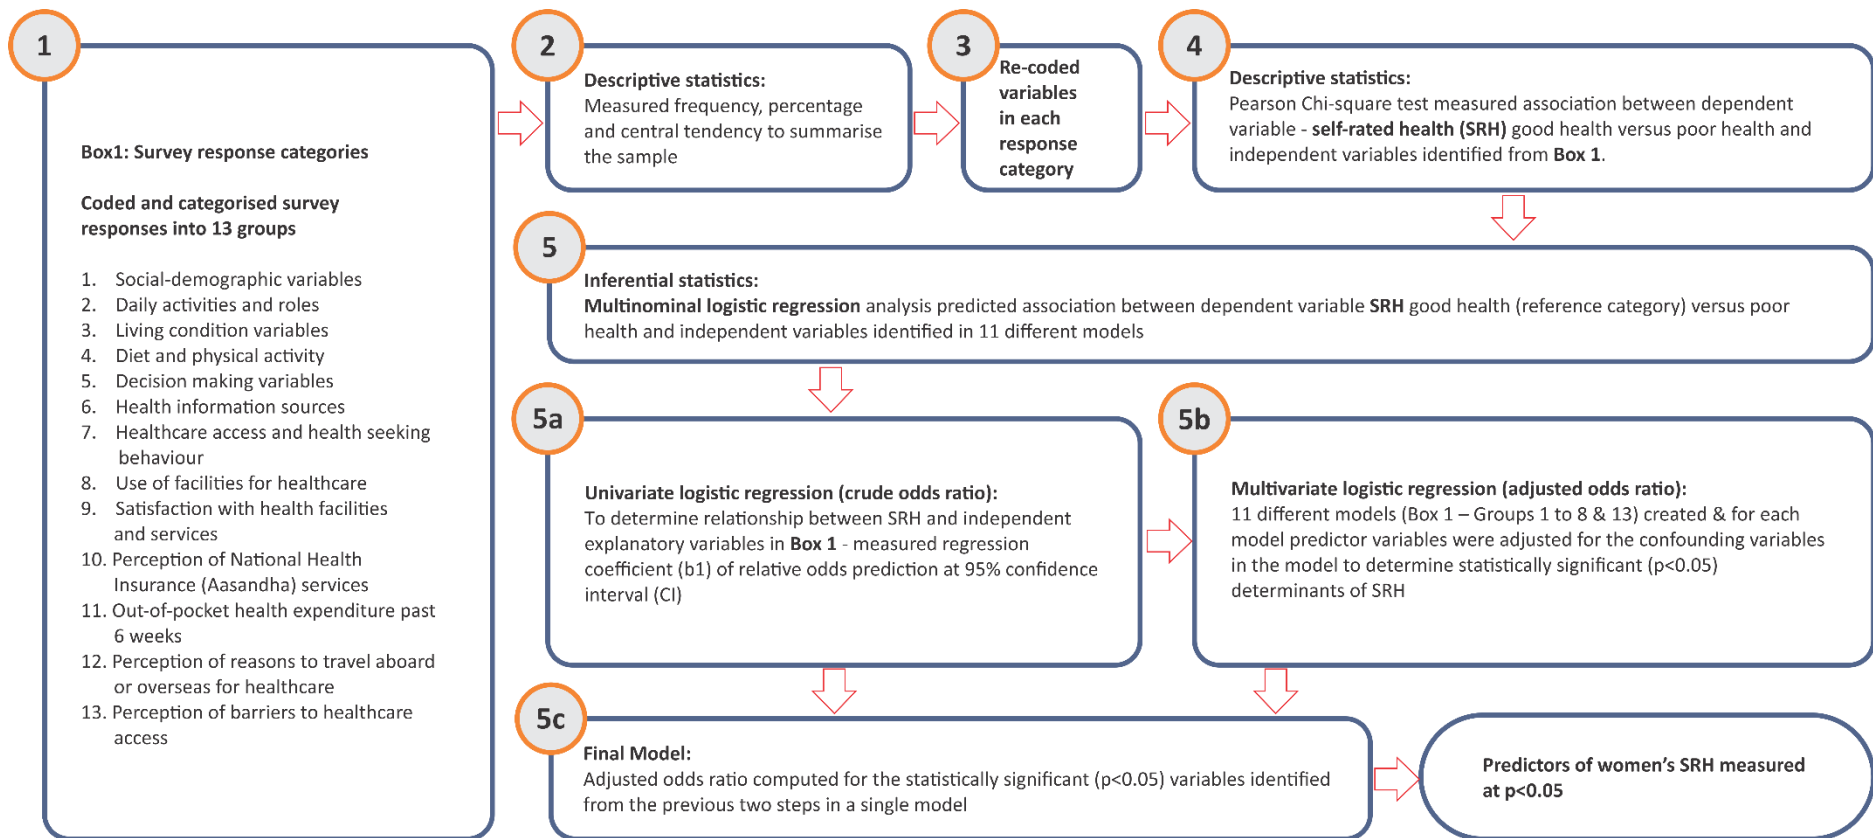 1
Box1: Survey response categories
Coded and categorised survey
responses into 13 groups
1. Social-demographic variables
2. Daily activities and roles
3. Living condition variables
4. Diet and physical activity
5. Decision making variables
6. Health information sources
7. Healthcare access and health seeking
behaviour
8. Use of facilities for healthcare
9. Satisfaction with health facilities
and services
10. Perception of National Health
Insurance (Aasandha) services
11. Out-of-pocket health expenditure past
6 weeks
12. Perception of reasons to travel aboard
or overseas for healthcare
13. Perception of barriers to healthcare
access
2
Descriptive statistics:
Measured frequency, percentage
and central tendency to summarise
the sample
3
Re-coded
variables
in each
response
category
4
Descriptive statistics:
Pearson Chi-square test measured association between dependent
variable - self-rated health (SRH) good health versus poor health and
independent variables identified from Box 1.
5
Inferential statistics:
Multinominal logistic regression analysis predicted association between dependent variable SRH good health (reference category) versus poor
health and independent variables identified in 11 different models
5a
Univariate logistic regression (crude odds ratio):
To determine relationship between SRH and independent
explanatory variables in Box 1 - measured regression
coefficient (b1) of relative odds prediction at 95% confidence
interval (CI)
5b
Multivariate logistic regression (adjusted odds ratio):
11 different models (Box 1 – Groups 1 to 8 & 13) created & for each
model predictor variables were adjusted for the confounding variables
in the model to determine statistically significant (p<0.05)
determinants of SRH
5c
Final Model:
Adjusted odds ratio computed for the statistically significant (p<0.05) variables identified
from the previous two steps in a single model
Predictors of women's SRH measured
at p<0.05